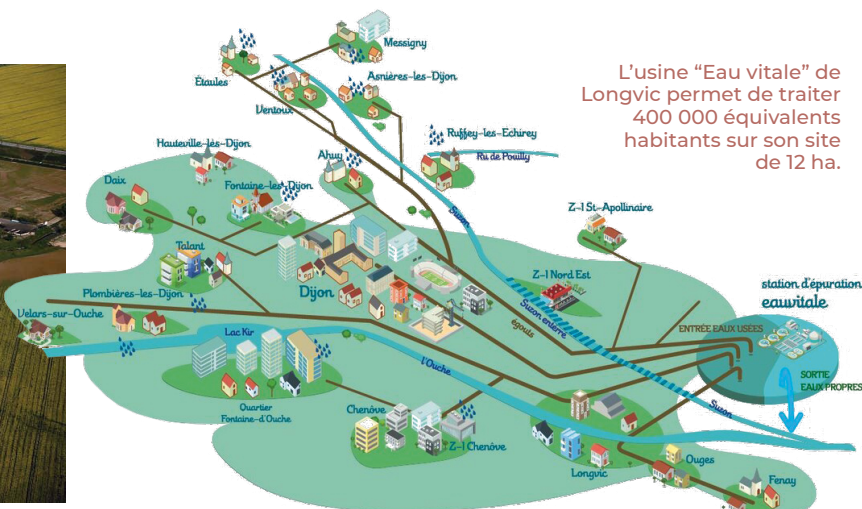 Messigny
Étaules
Asnières-les-Dijon
Ventoux
L’usine “Eau vitale” de
Longvic permet de traiter
400 000 équivalents
habitants sur son site
de 12 ha.
Hauteville-lès-Dijon
Ahuy
Ruffey-les-Echirey
Ru de Pouilly
Daix
Fontaine-les-Dijon
Suzon
Z-I St-Apollinaire
Talant
Dijon
Z-I Nord Est
station d'épuration
eauvitale
Plombières-les-Dijon
Velars-sur-Ouche
Suzon enterré
égouts
ENTRÉE EAUX USÉES
Lac Kir
l'Ouche
SORTIE
EAUX PROPRES
Quartier
Fontaine-d'Ouche
Chenôve
Z-I Chenôve
Suzon
Longvic
Ouges
Fenay